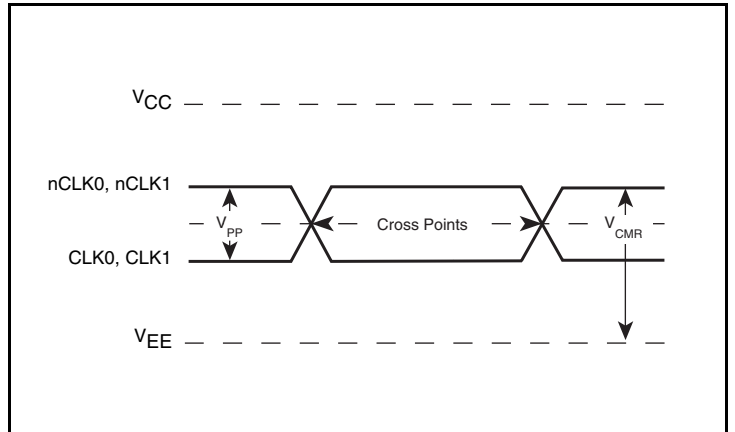 VCC
nCLK0, nCLK1
VPP
Cross Points
VCMR
CLK0, CLK1
VEE